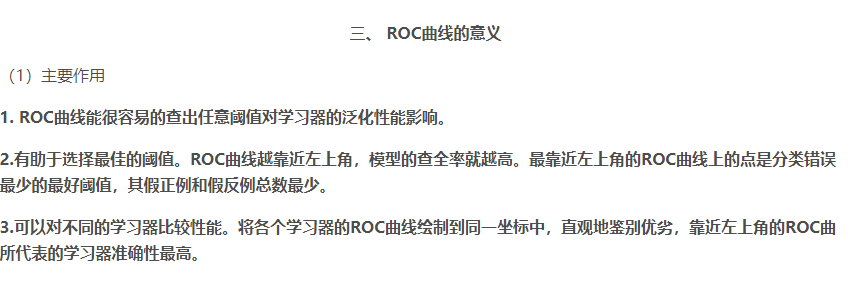 三、 ROC曲线的意义
（1）主要作用
1. ROC曲线能很容易的查出任意阈值对学习器的泛化性能影响。
2.有助于选择最佳的阈值。ROC曲线越靠近左上角，模型的查全率就越高。最靠近左上角的ROC曲线上的点是分类错误
最少的最好阈值，其假正例和假反例总数最少。
3.可以对不同的学习器比较性能。将各个学习器的ROC曲线绘制到同一坐标中，直观地鉴别优劣，靠近左上角的ROC曲
所代表的学习器准确性最高。